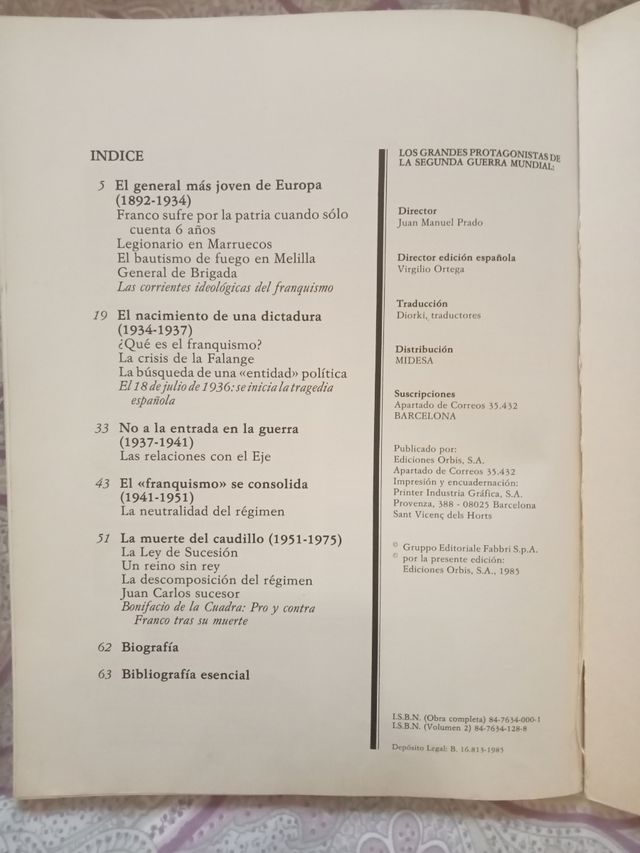 INDICE
5 El general más joven de Europa
(1892-1934)
Franco sufre por la patria cuando sólo
cuenta 6 años
Legionario en Marruecos
El bautismo de fuego en Melilla
General de Brigada
Las corrientes ideológicas del franquismo
19 El nacimiento de una dictadura
(1934-1937)
¿Qué es el franquismo?
La crisis de la Falange
La búsqueda de una «entidad» política
El 18 de julio de 1936: se inicia la tragedia
española
33 No a la entrada en la guerra
(1937-1941)
Las relaciones con el Eje
43 El «franquismo» se consolida
(1941-1951)
La neutralidad del régimen
51 La muerte del caudillo (1951-1975)
La Ley de Sucesión
Un reino sin rey
La descomposición del régimen
Juan Carlos sucesor
Bonifacio de la Cuadra: Pro y contra
Franco tras su muerte
62 Biografía
63 Bibliografía esencial
LOS GRANDES PROTAGONISTAS DE
LA SEGUNDA GUERRA MUNDIAL:
Director
Juan Manuel Prado
Director edición española
Virgilio Ortega
Traducción
Diorki, traductores
Distribución
MIDESA
Suscripciones
Apartado de Correos 35.432
BARCELONA
Publicado por:
Ediciones Orbis, S.A.
Apartado de Correos 35.432
Impresión y encuadernación:
Printer Industria Gráfica, S.A.
Provenza, 388 - 08025 Barcelona
Sant Vicenç dels Horts
© Gruppo Editoriale Fabbri S.p.A.
© por la presente edición:
Ediciones Orbis, S.A., 1985
I.S.B.N. (Obra completa) 84-7634-000-1
I.S.B.N. (Volumen 2) 84-7634-128-8
Depósito Legal: B. 16.813-1985